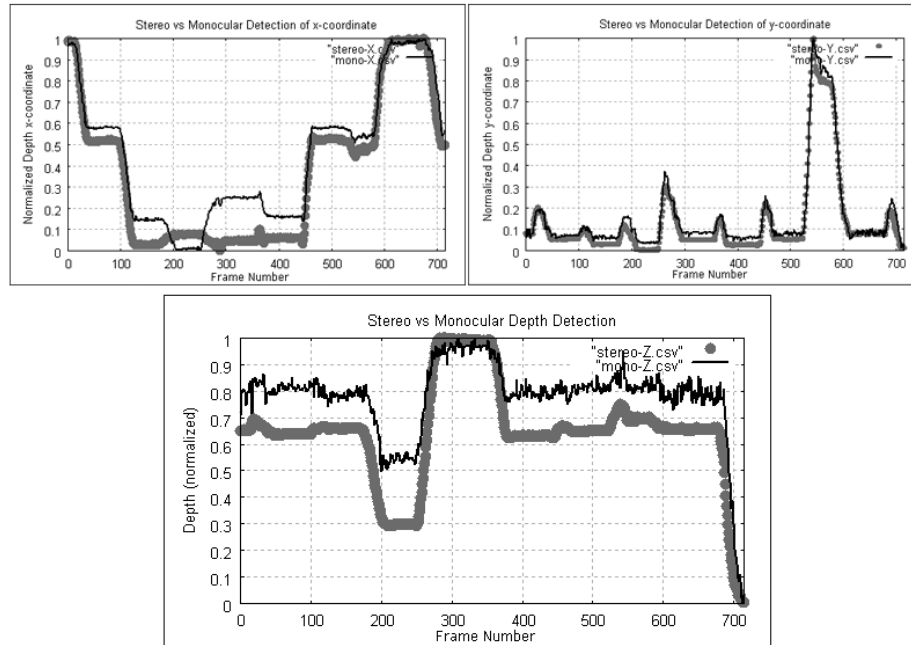 Stereo vs Monocular Detection of x-coordinate
"stereo-X.csv"
"mono-X.csv"
Normalized Depth x-coordinate
1
0.9
0.8
0.7
0.6
0.5
0.4
0.3
0.2
0.1
0
0 100 200 300 400 500 600 700
Frame Number
Stereo vs Monocular Detection of y-coordinate
"stereo-Y.csv"
"mono-Y.csv"
Normalized Depth y-coordinate
1
0.9
0.8
0.7
0.6
0.5
0.4
0.3
0.2
0.1
0
0 100 200 300 400 500 600 700
Frame Number
Stereo vs Monocular Depth Detection
"stereo-Z.csv"
"mono-Z.csv"
Depth (normalized)
1
0.9
0.8
0.7
0.6
0.5
0.4
0.3
0.2
0.1
0
0 100 200 300 400 500 600 700
Frame Number